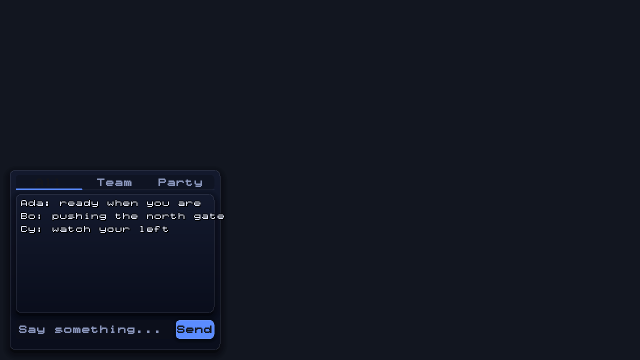 Team Party
Ada: ready when you are
Bo: pushing the north gate
Cy: watch your left
Say something... Send